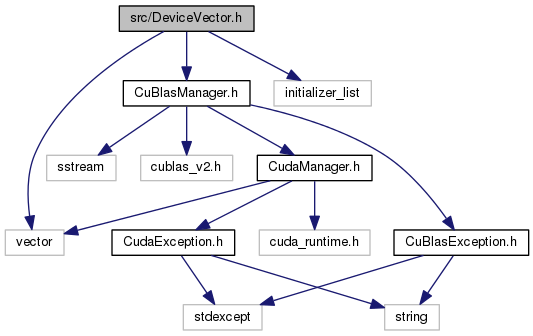 src/DeviceVector.h
CuBlasManager.h
initializer_list
sstream
cublas_v2.h
CudaManager.h
vector
CudaException.h
cuda_runtime.h
CuBlasException.h
stdexcept
string